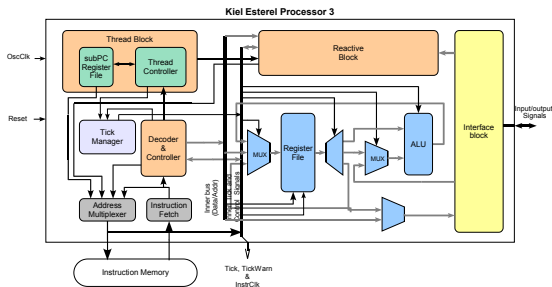 Kiel Esterel Processor 3
OscClk
Reset
Thread Block
subPC
Register
File
Thread
Controller
Reactive
Block
Tick
Manager
Decoder
&
Controller
MUX
Register
File
MUX
ALU
Interface
block
Input/output
Signals
Address
Multiplexer
Instruction
Fetch
Inner bus
(Data/Addr)
Control Signals
Instruction Memory
Tick, TickWarn
&
InstrClk